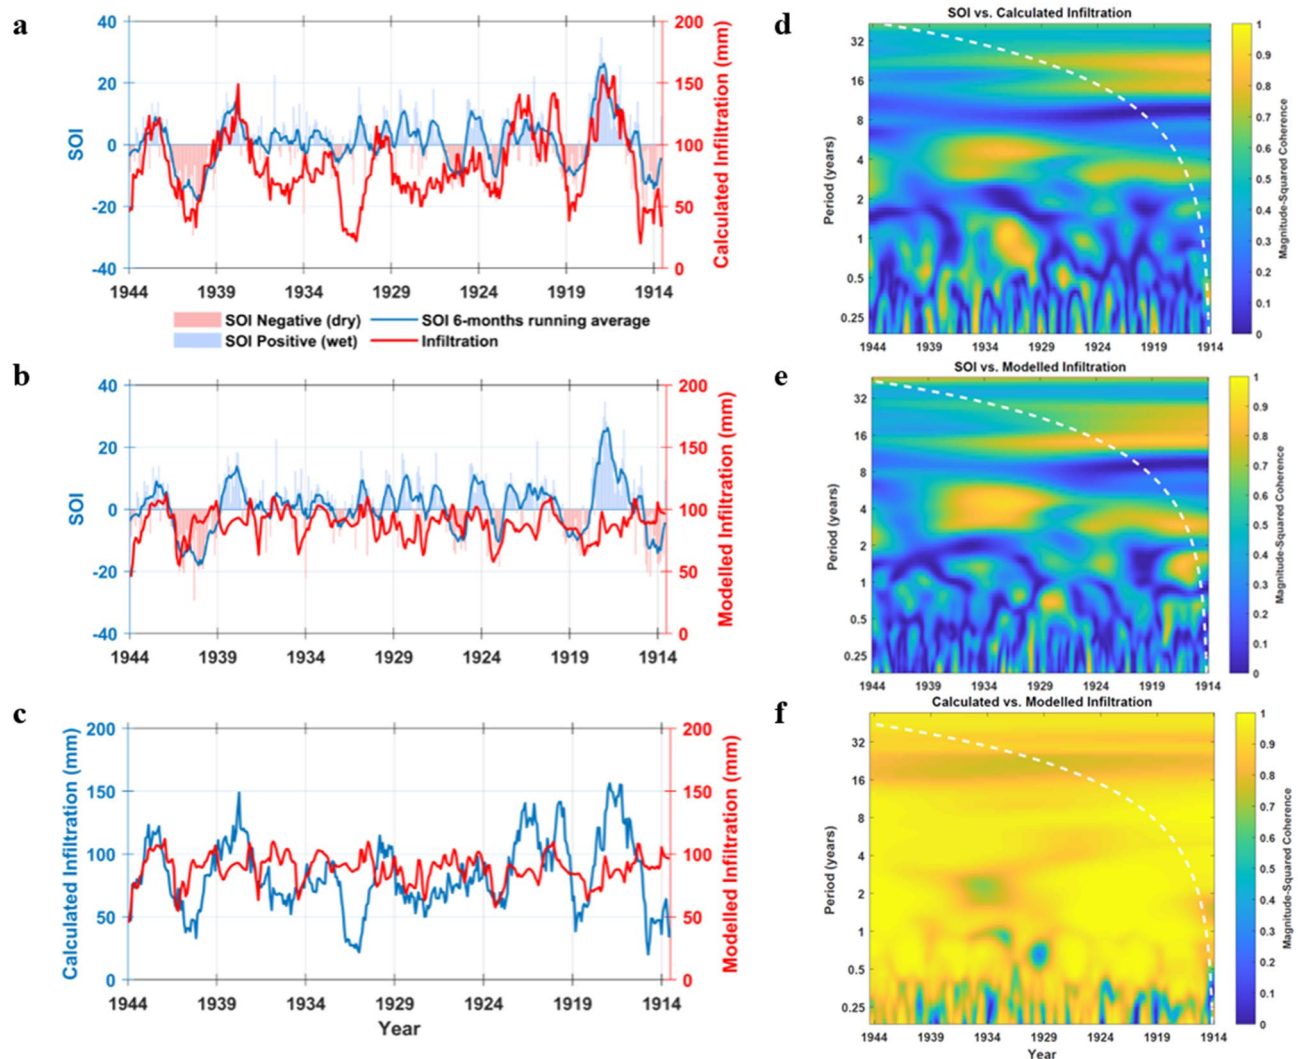 a
40
20
0
-20
-40
SOI
200
150
100
50
0
Calculated Infiltration (mm)
1944 1939 1934 1929 1924 1919 1914
SOI Negative (dry) SOI 6-months running average
SOI Positive (wet) Infiltration
b
40
20
0
-20
-40
SOI
200
150
100
50
0
Modelled Infiltration (mm)
1944 1939 1934 1929 1924 1919 1914
c
200
150
100
50
0
Calculated Infiltration (mm)
200
150
100
50
0
Modelled Infiltration (mm)
1944 1939 1934 1929 1924 1919 1914
Year
d
SOI vs. Calculated Infiltration
32
16
8
4
2
1
0.5
0.25
Period (years)
1944 1939 1934 1929 1924 1919 1914
1
0.9
0.8
0.7
0.6
0.5
0.4
0.3
0.2
0.1
0
Magnitude-Squared Coherence
e
SOI vs. Modelled Infiltration
32
16
8
4
2
1
0.5
0.25
Period (years)
1944 1939 1934 1929 1924 1919 1914
1
0.9
0.8
0.7
0.6
0.5
0.4
0.3
0.2
0.1
0
Magnitude-Squared Coherence
f
Calculated vs. Modelled Infiltration
32
16
8
4
2
1
0.5
0.25
Period (years)
1944 1939 1934 1929 1924 1919 1914
Year
1
0.9
0.8
0.7
0.6
0.5
0.4
0.3
0.2
0.1
0
Magnitude-Squared Coherence